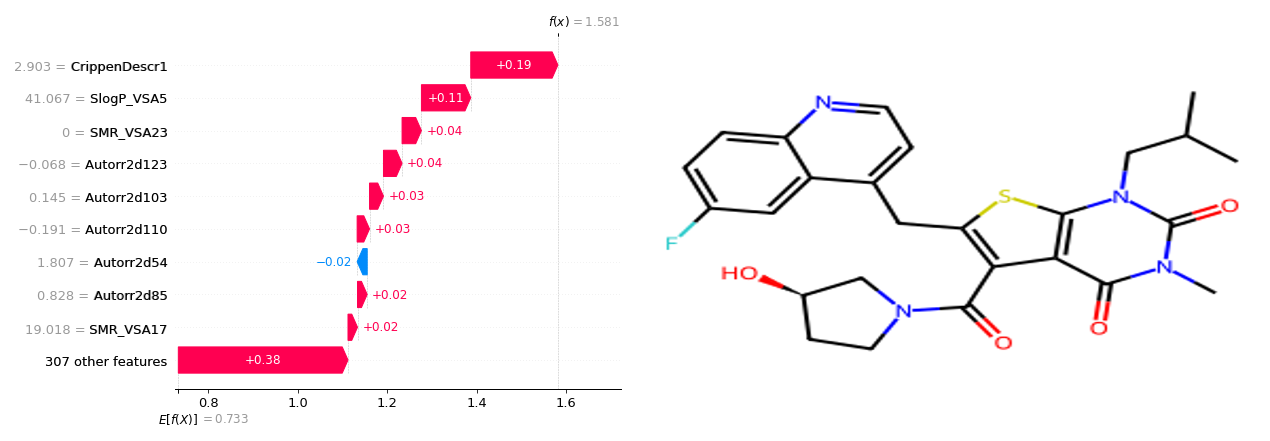 f(x) = 1.581
2.903 = CrippenDescr1
+0.19
41.067 = SlogP_VSA5
+0.11
0 = SMR_VSA23
+0.04
−0.068 = Autorr2d123
+0.04
0.145 = Autorr2d103
+0.03
−0.191 = Autorr2d110
+0.03
1.807 = Autorr2d54
−0.02
0.828 = Autorr2d85
+0.02
19.018 = SMR_VSA17
+0.02
307 other features
+0.38
0.8 1.0 1.2 1.4 1.6
E[f(X)] = 0.733
N
S
N
O
F
HO
N
N
O
O
O